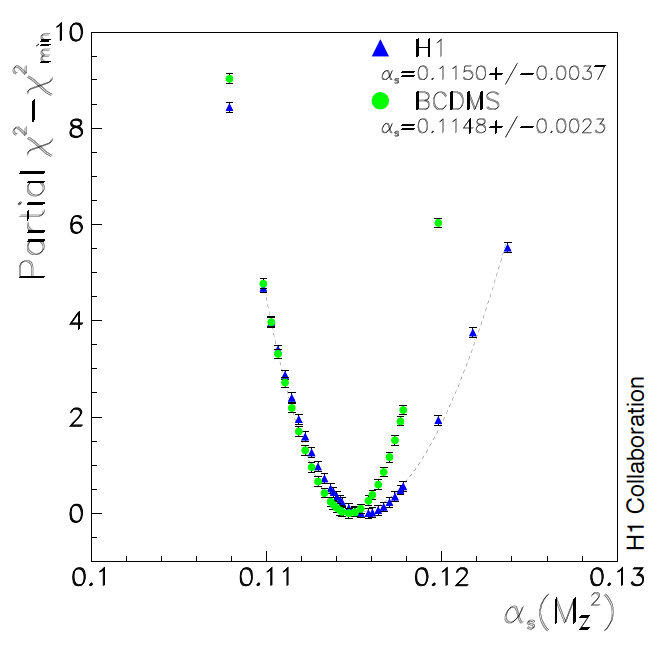 10
8
6
4
2
0
Partial χ²−χ²min
H1
αs=0.1150+/−0.0037
BCDMS
αs=0.1148+/−0.0023
H1 Collaboration
0.1
0.11
0.12
0.13
αs(MZ²)